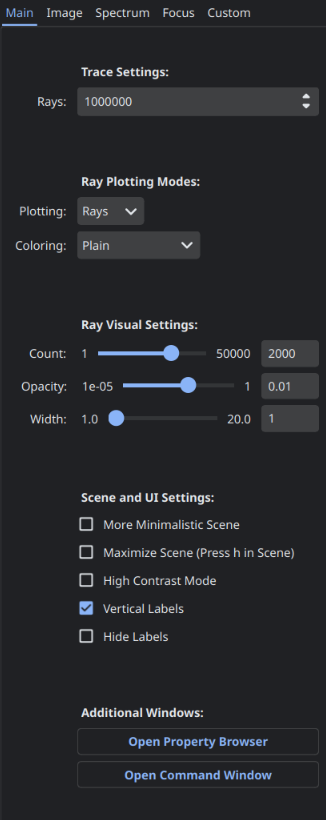 Main Image Spectrum Focus Custom
Trace Settings:
Rays: 1000000
Ray Plotting Modes:
Plotting: Rays
Coloring: Plain
Ray Visual Settings:
Count: 1 50000 2000
Opacity: 1e-05 1 0.01
Width: 1.0 20.0 1
Scene and UI Settings:
More Minimalistic Scene
Maximize Scene (Press h in Scene)
High Contrast Mode
Vertical Labels
Hide Labels
Additional Windows:
Open Property Browser
Open Command Window